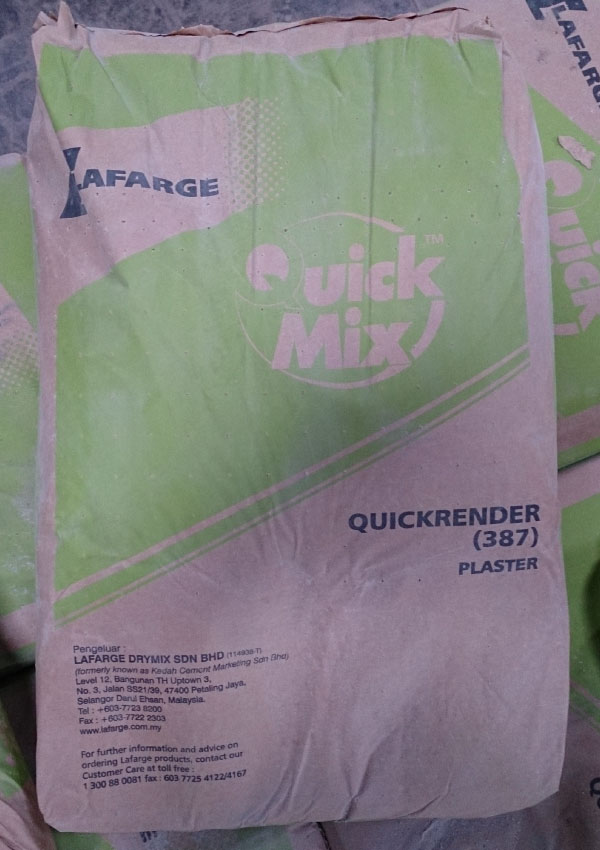 LAFARGE
Quick™
Mix
QUICKRENDER
(387)
PLASTER
Pengeluar :
LAFARGE DRYMIX SDN BHD (114838-T)
(formerly known as Kedah Cement Marketing Sdn Bhd)
Level 12, Bangunan TH Uptown 3,
No. 3, Jalan SS21/39, 47400 Petaling Jaya,
Selangor Darul Ehsan, Malaysia.
Tel : +603-7723 8200
Fax : +603-7722 2303
www.lafarge.com.my
For further information and advice on
ordering Lafarge products, contact our
Customer Care at toll free :
1 300 88 0081 fax : 603 7725 4122/4167
LAFARG
Quick